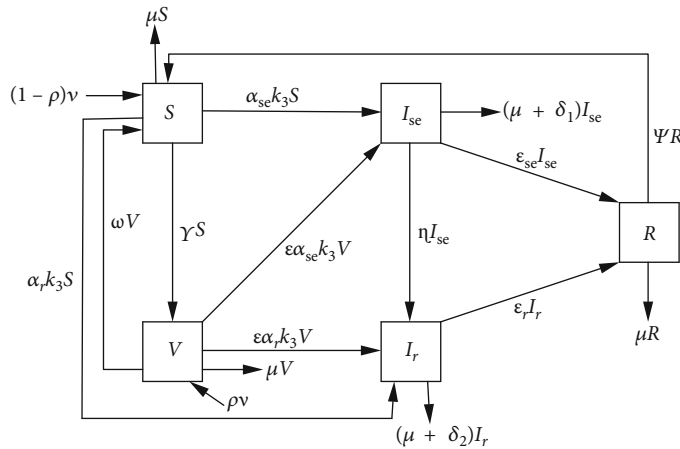 μS
(1 – ρ)ν
S
α_se k_3 S
I_se
(μ + δ_1)I_se
ΨR
ε_se I_se
ωV
ϒS
εα_se k_3 V
ηI_se
R
α_r k_3 S
ε_r I_r
μR
V
εα_r k_3 V
I_r
μV
ρν
(μ + δ_2)I_r